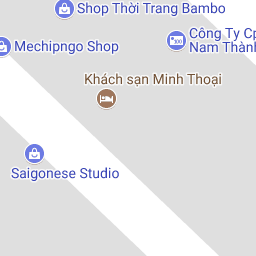 Shop Thời Trang Bambo
Công Ty Cp
Nam Thành
Mechipngo Shop
Khách sạn Minh Thoại
Saigonese Studio